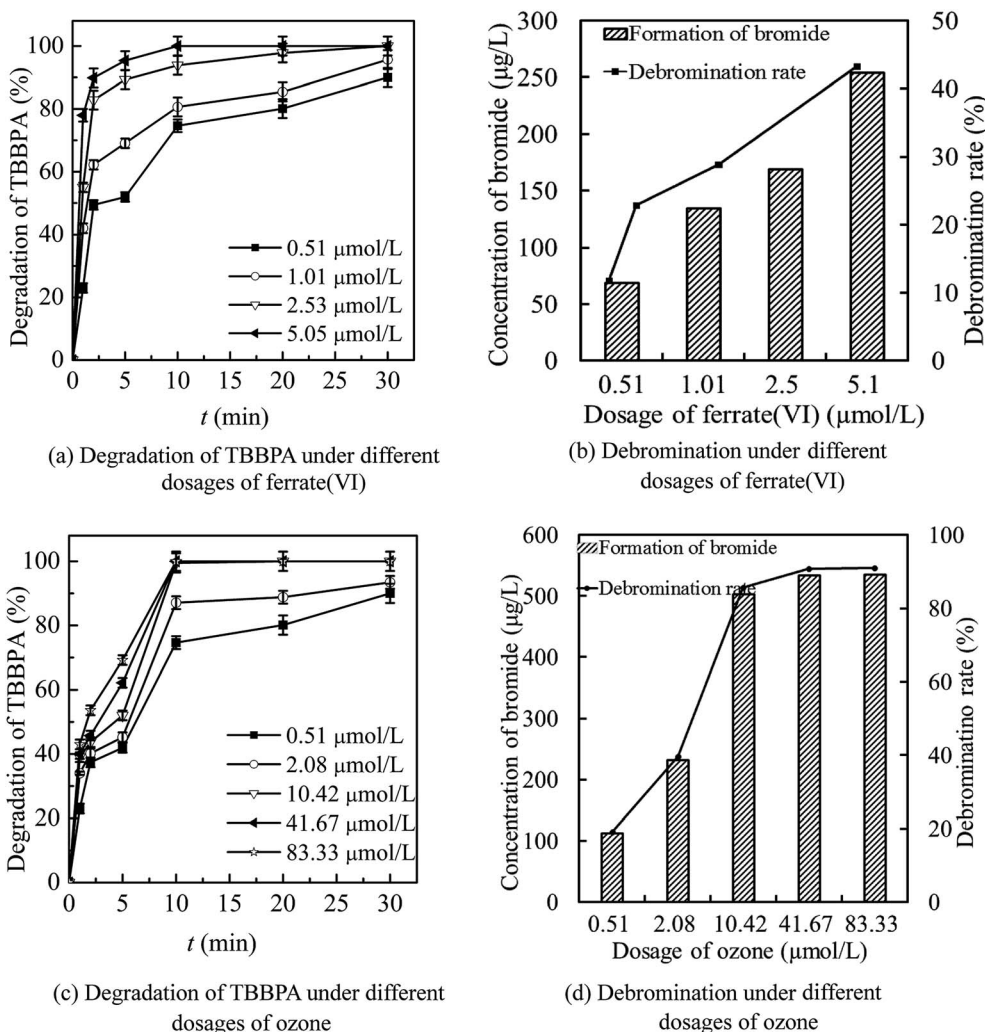 100
80
60
40
20
0
Degradation of TBBPA (%)
0.51 μmol/L
1.01 μmol/L
2.53 μmol/L
5.05 μmol/L
0 5 10 15 20 25 30
t (min)
(a) Degradation of TBBPA under different
dosages of ferrate(VI)
300
250
200
150
100
50
0
Concentration of bromide (μg/L)
Formation of bromide
Debromination rate
50
40
30
20
10
0
Debrominatino rate (%)
0.51 1.01 2.5 5.1
Dosage of ferrate(VI) (μmol/L)
(b) Debromination under different
dosages of ferrate(VI)
100
80
60
40
20
0
Degradation of TBBPA (%)
0.51 μmol/L
2.08 μmol/L
10.42 μmol/L
41.67 μmol/L
83.33 μmol/L
0 5 10 15 20 25 30
t (min)
(c) Degradation of TBBPA under different
dosages of ozone
600
500
400
300
200
100
0
Concentration of bromide (μg/L)
Formation of bromide
Debromination rate
100
80
60
40
20
0
Debrominatino rate (%)
0.51 2.08 10.42 41.67 83.33
Dosage of ozone (μmol/L)
(d) Debromination under different
dosages of ozone